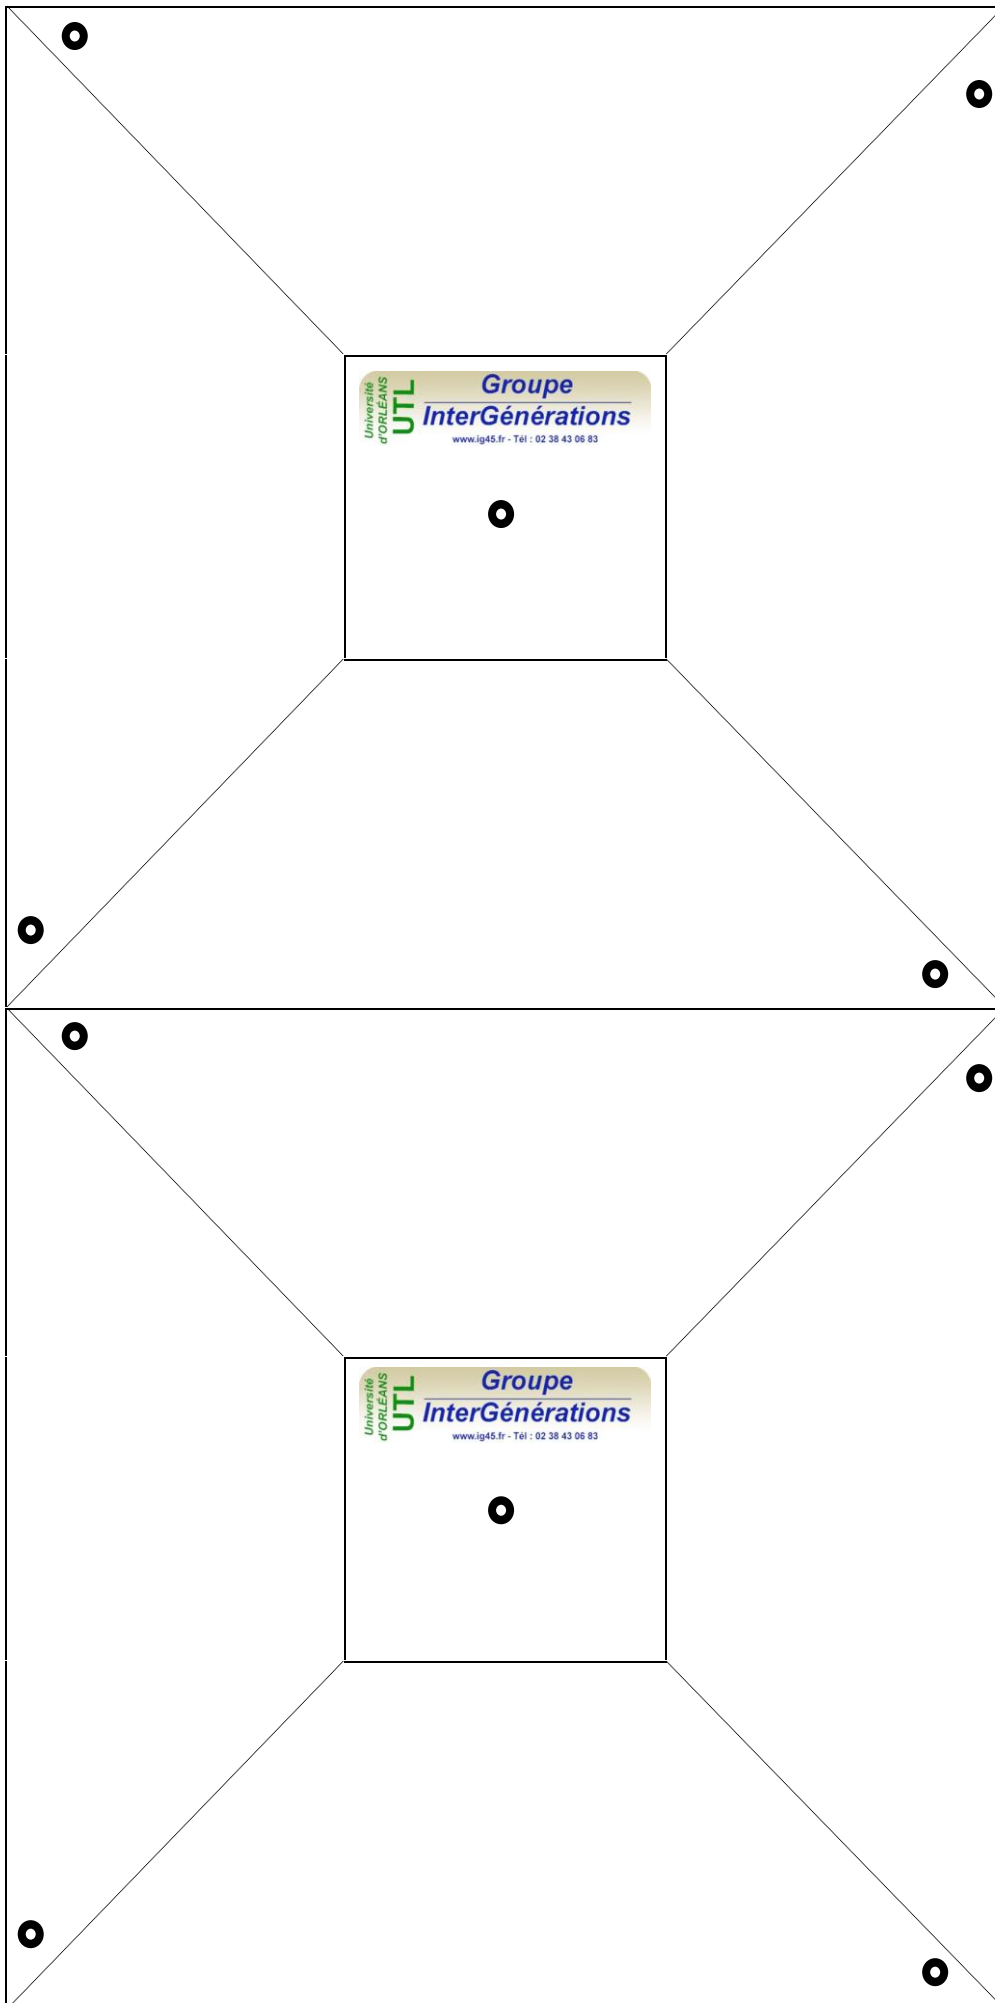 Université
d'ORLÉANS
UTL
Groupe
InterGénérations
www.ig45.fr - Tél : 02 38 43 06 83
Université
d'ORLÉANS
UTL
Groupe
InterGénérations
www.ig45.fr - Tél : 02 38 43 06 83